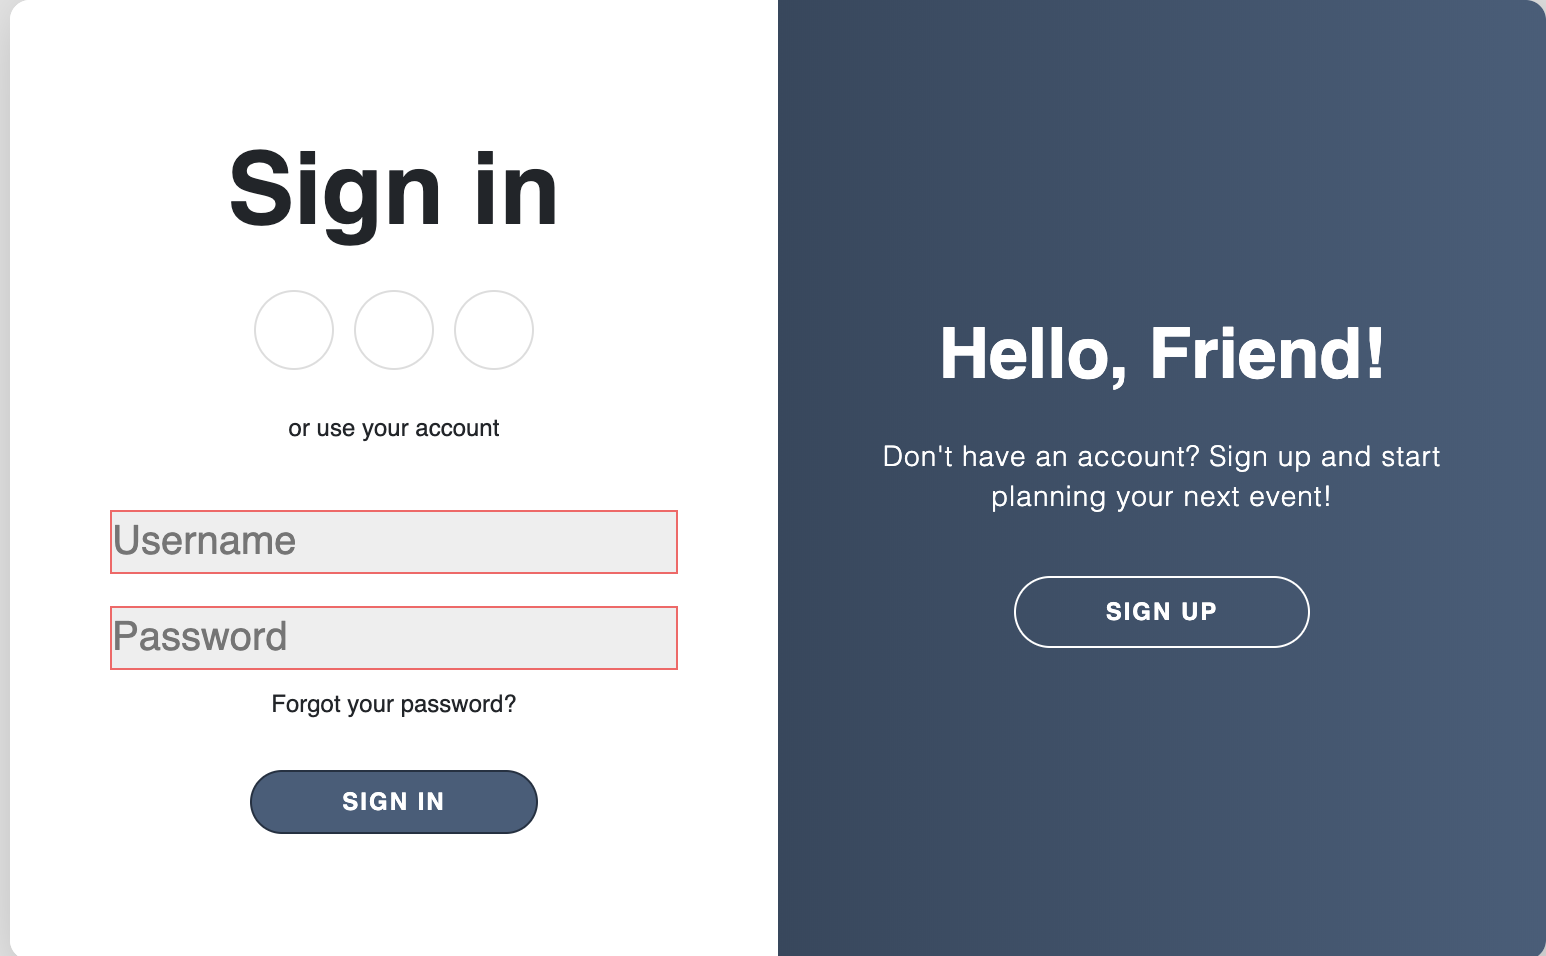 Sign in
or use your account
Username
Password
Forgot your password?
SIGN IN
Hello, Friend!
Don't have an account? Sign up and start
planning your next event!
SIGN UP